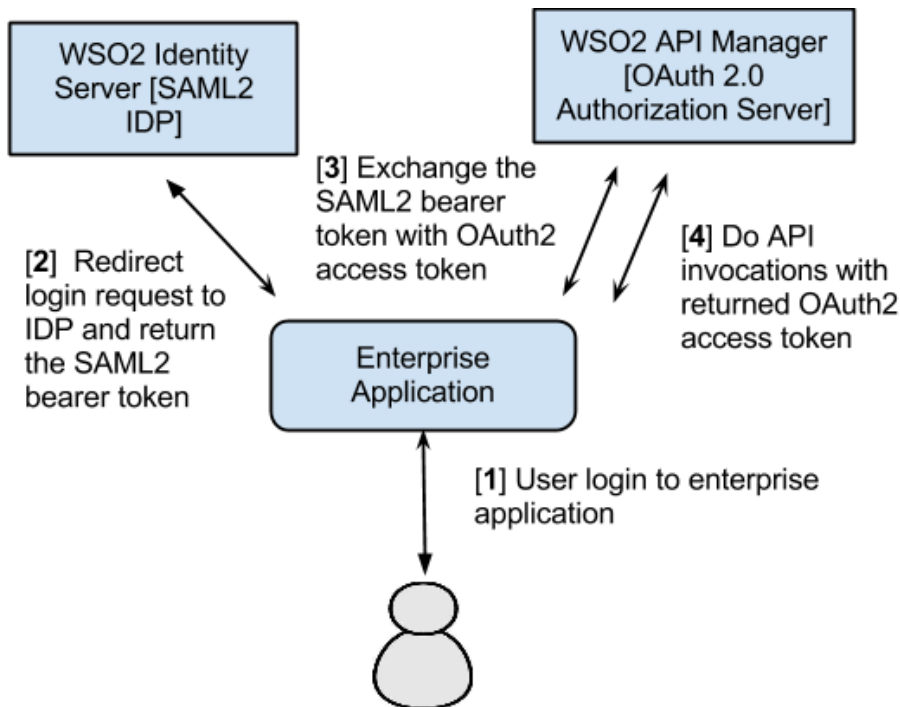 WSO2 Identity
Server [SAML2
IDP]
WSO2 API Manager
[OAuth 2.0
Authorization Server]
[3] Exchange the
SAML2 bearer
token with OAuth2
access token
[4] Do API
invocations with
returned OAuth2
access token
[2] Redirect
login request to
IDP and return
the SAML2
bearer token
Enterprise
Application
[1] User login to enterprise
application